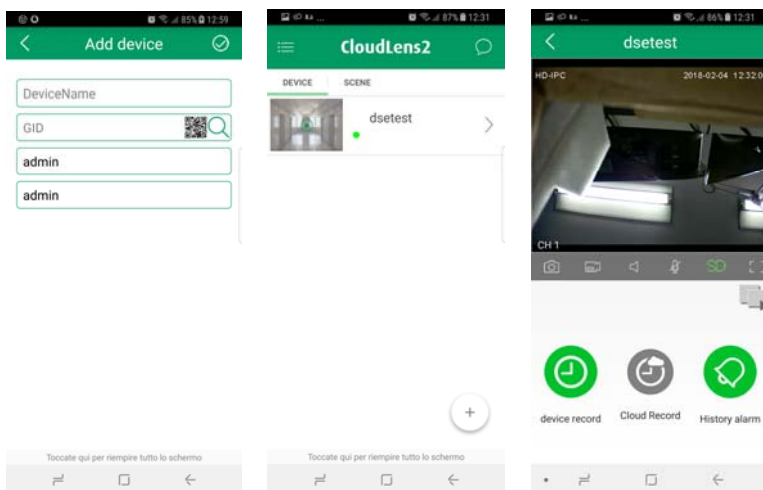 85% 12:59
Add device
DeviceName
GID
admin
admin
Toccate qui per riempire tutto lo schermo
87% 12:31
CloudLens2
DEVICE SCENE
dsetest
Toccate qui per riempire tutto lo schermo
86% 12:31
dsetest
HD-IPC 2018-02-04 12:32:0
CH 1
SD
device record Cloud Record History alarm